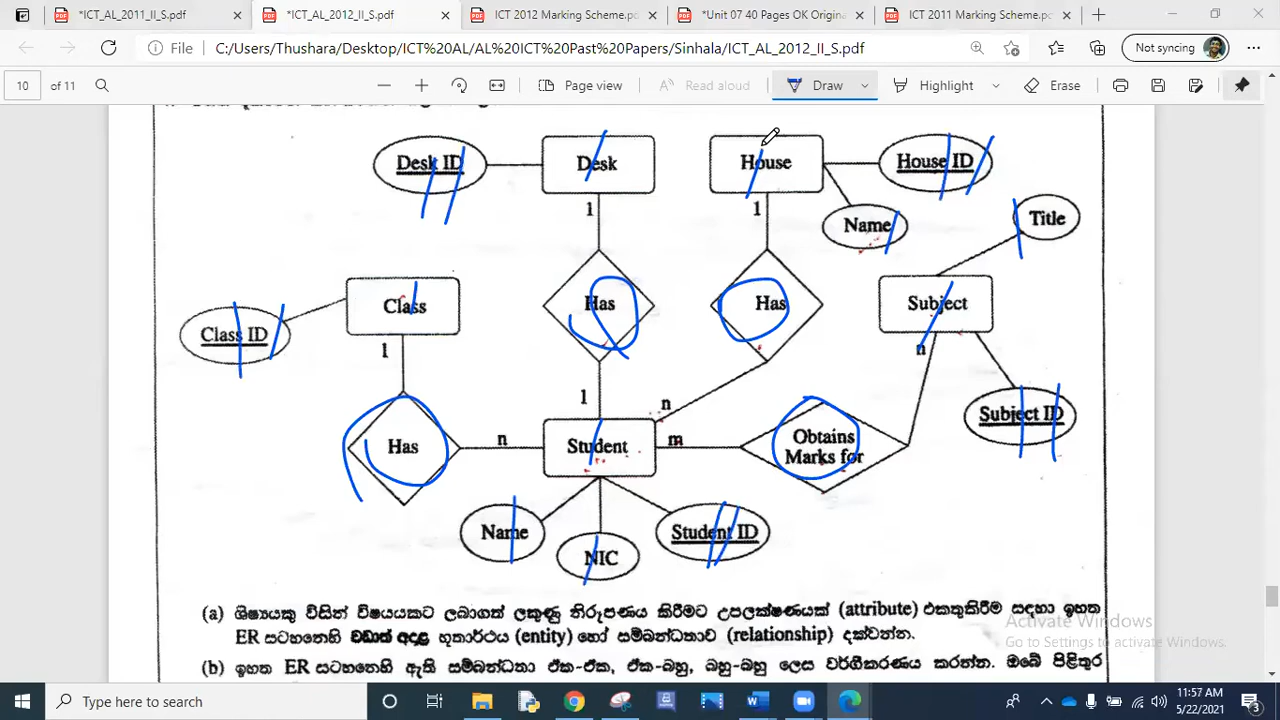 *ICT_AL_2011_II_S.pdf
*ICT_AL_2012_II_S.pdf
ICT 2012 Marking Scheme.pdf
*Unit 07 40 Pages OK Origina
ICT 2011 Marking Scheme.pdf
File
C:/Users/Thushara/Desktop/ICT%20AL/AL%20ICT%20Past%20Papers/Sinhala/ICT_AL_2012_II_S.pdf
Not syncing
10 of 11
Page view
Read aloud
Draw
Highlight
Erase
Desk ID
Desk
House
House ID
1
1
Name
Title
Class
Has
Has
Subject
Class ID
1
n
1
n
Subject ID
Has
n
Student
m
Obtains
Marks for
Name
NIC
Student ID
(a) ශිෂ්‍යයකු විසින් විෂයයකට ලබාගත් ලකුණු නිරූපණය කිරීමට උපලක්ෂණයක් (attribute) එකතුකිරීම සඳහා ඉහත
ER සටහනෙහි වඩාත් අදාළ භූතාර්ථය (entity) හෝ සම්බන්ධතාව (relationship) දක්වන්න.
(b) ඉහත ER සටහනෙහි ඇති සම්බන්ධතා ඒක-ඒක, ඒක-බහු, බහු-බහු ලෙස වර්ගීකරණය කරන්න. ඔබේ පිළිතුර
Activate Windows
Go to Settings to activate Windows.
Type here to search
11:57 AM
5/22/2021
3